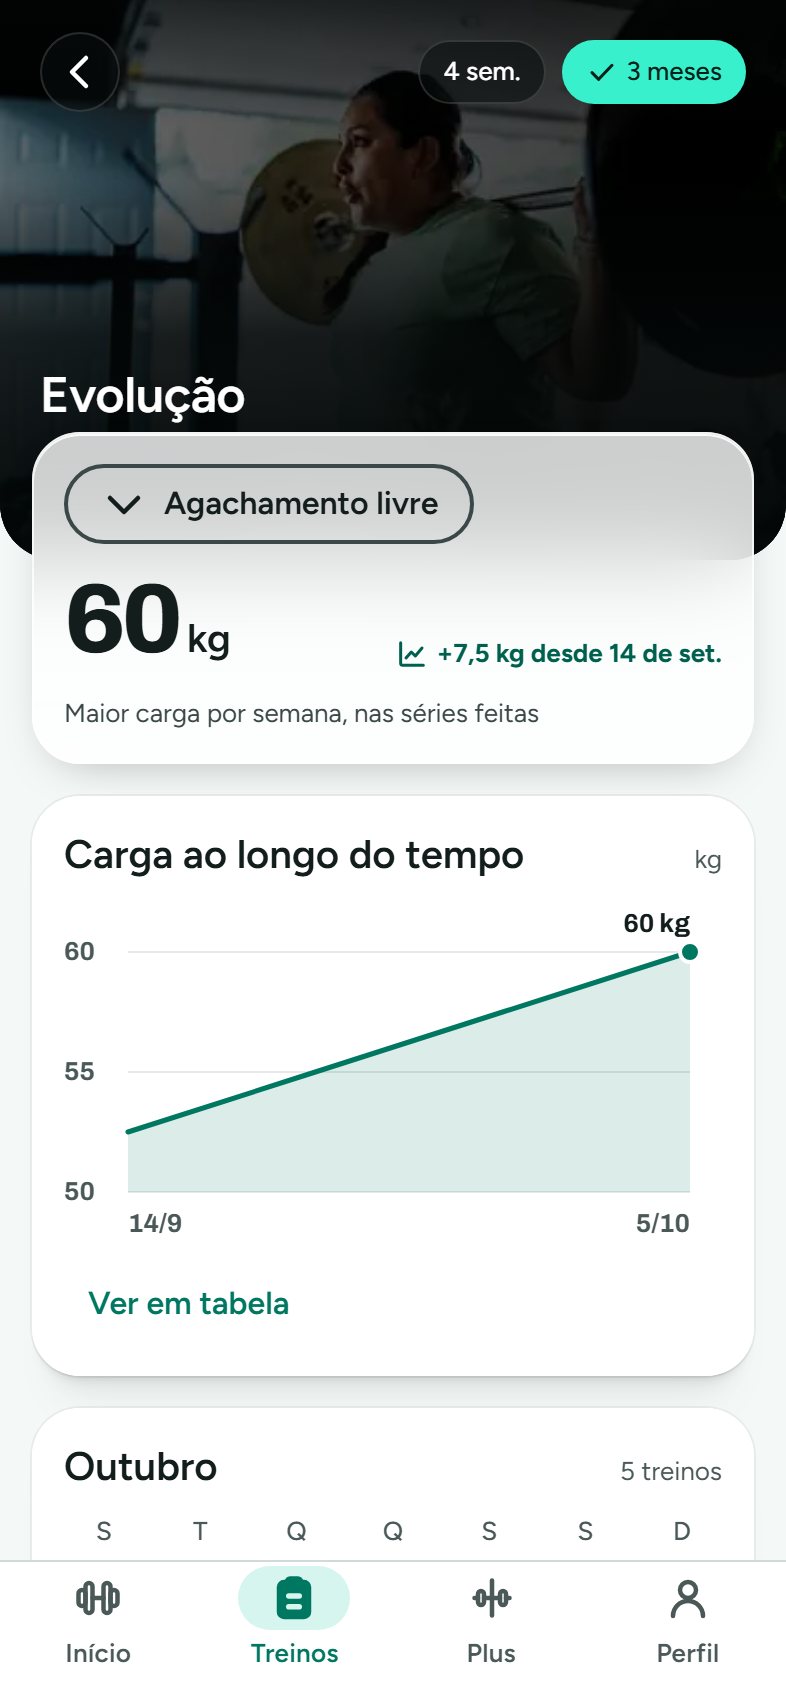 4 sem.
3 meses
Evolução
Agachamento livre
60 kg
+7,5 kg desde 14 de set.
Maior carga por semana, nas séries feitas
Carga ao longo do tempo
kg
60 kg
60
55
50
14/9
5/10
Ver em tabela
Outubro
5 treinos
S T Q Q S S D
Início
Treinos
Plus
Perfil